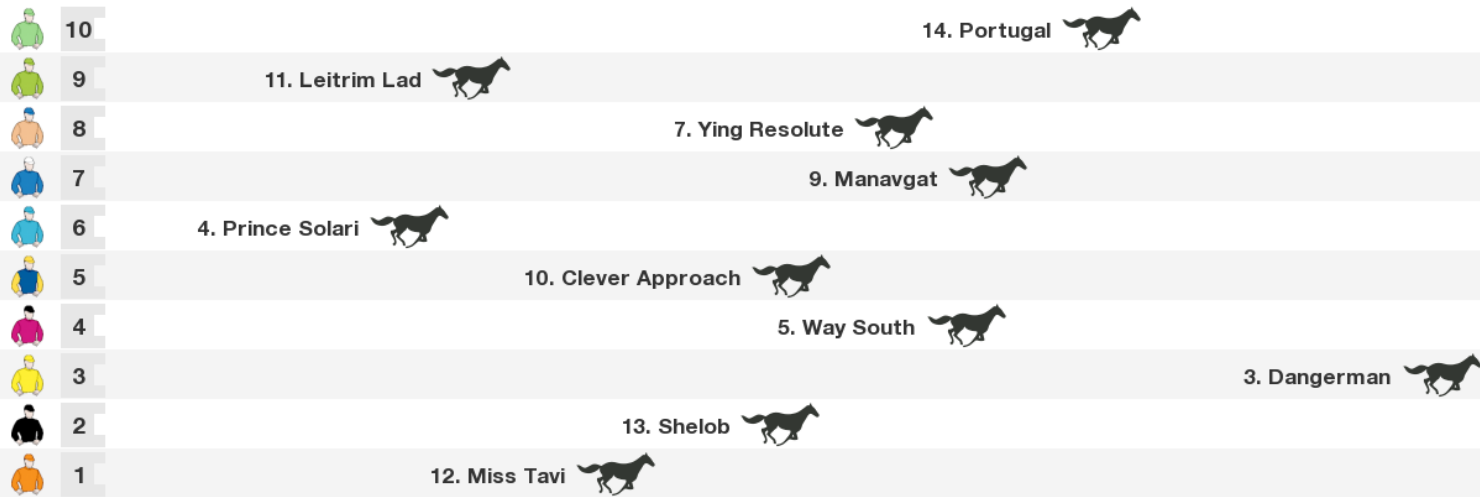 10 14. Portugal
9 11. Leitrim Lad
8 7. Ying Resolute
7 9. Manavgat
6 4. Prince Solari
5 10. Clever Approach
4 5. Way South
3 3. Dangerman
2 13. Shelob
1 12. Miss Tavi